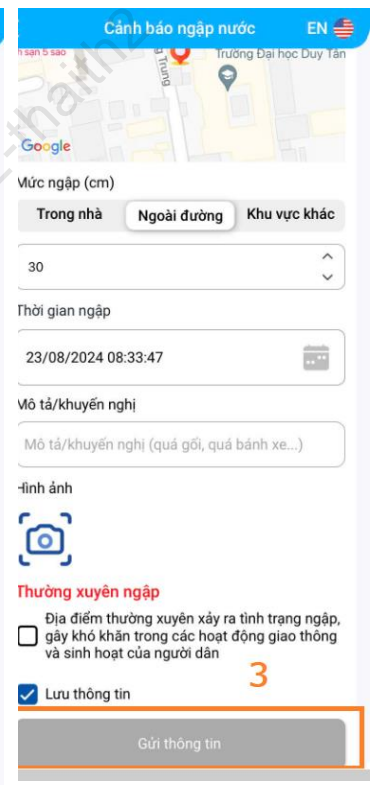 Cảnh báo ngập nước EN
n sạn 5 sao
g Trung
Trường Đại học Duy Tân
Google
Mức ngập (cm)
Trong nhà Ngoài đường Khu vực khác
30
Thời gian ngập
23/08/2024 08:33:47
Mô tả/khuyến nghị
Mô tả/khuyến nghị (quá gối, quá bánh xe...)
Hình ảnh
Thường xuyên ngập
Địa điểm thường xuyên xảy ra tình trạng ngập,
gây khó khăn trong các hoạt động giao thông
và sinh hoạt của người dân
3
Lưu thông tin
Gửi thông tin